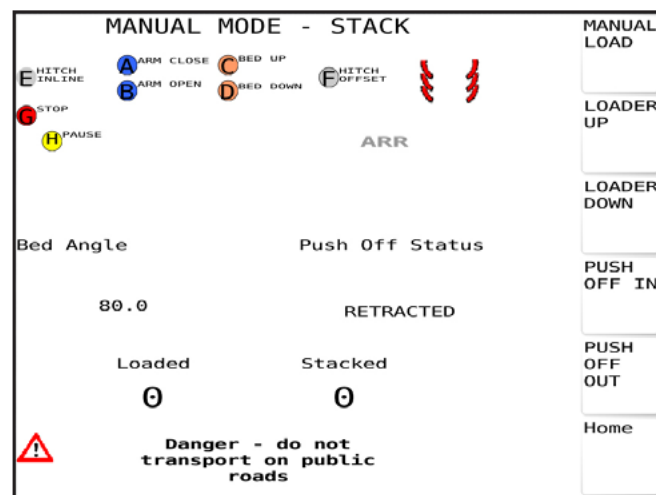 MANUAL MODE - STACK
E HITCH INLINE
A ARM CLOSE
B ARM OPEN
C BED UP
D BED DOWN
F HITCH OFFSET
G STOP
H PAUSE
ARR
Bed Angle
Push Off Status
80.0
RETRACTED
Loaded
Stacked
0
0
Danger - do not
transport on public
roads
MANUAL
LOAD
LOADER
UP
LOADER
DOWN
PUSH
OFF IN
PUSH
OFF
OUT
Home